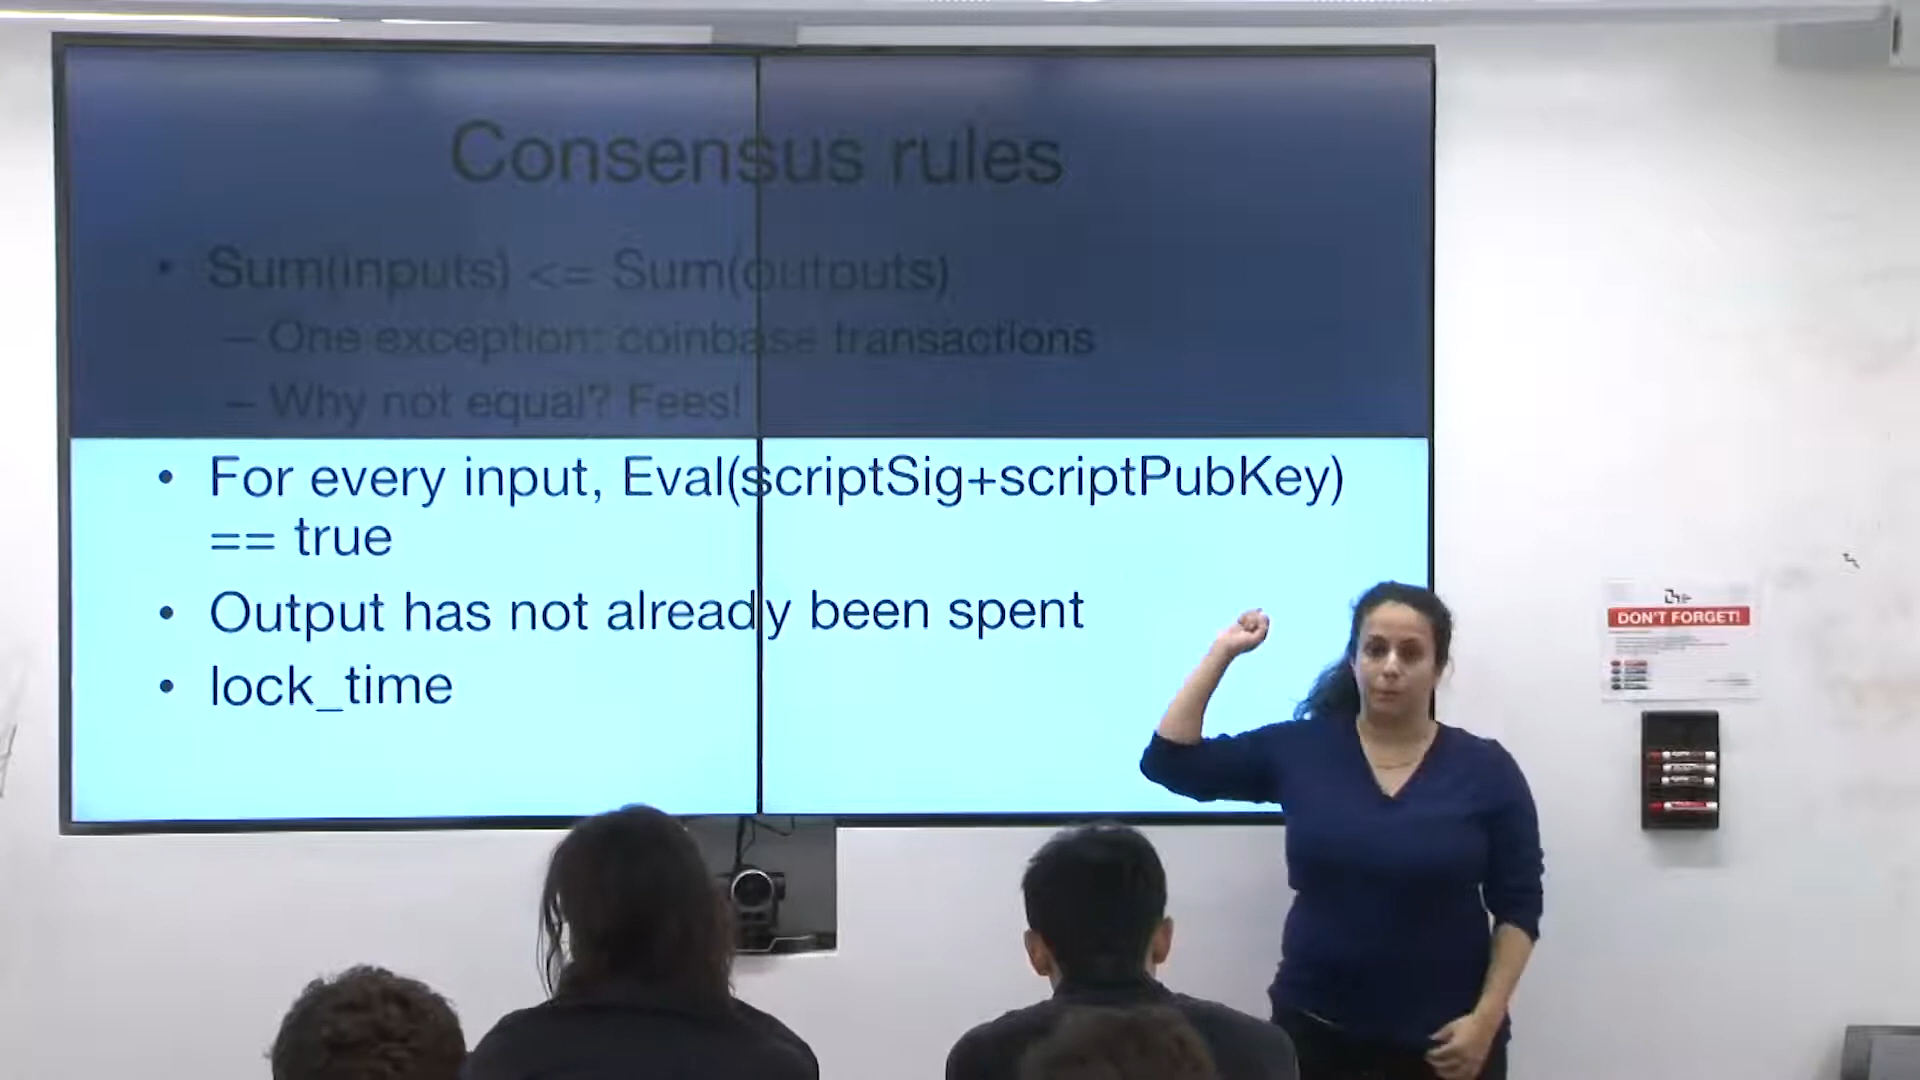 Consensus rules
• Sum(inputs) <= Sum(outputs)
– One exception: coinbase transactions
– Why not equal? Fees!
• For every input, Eval(scriptSig+scriptPubKey)
== true
• Output has not already been spent
• lock_time
DON'T FORGET!